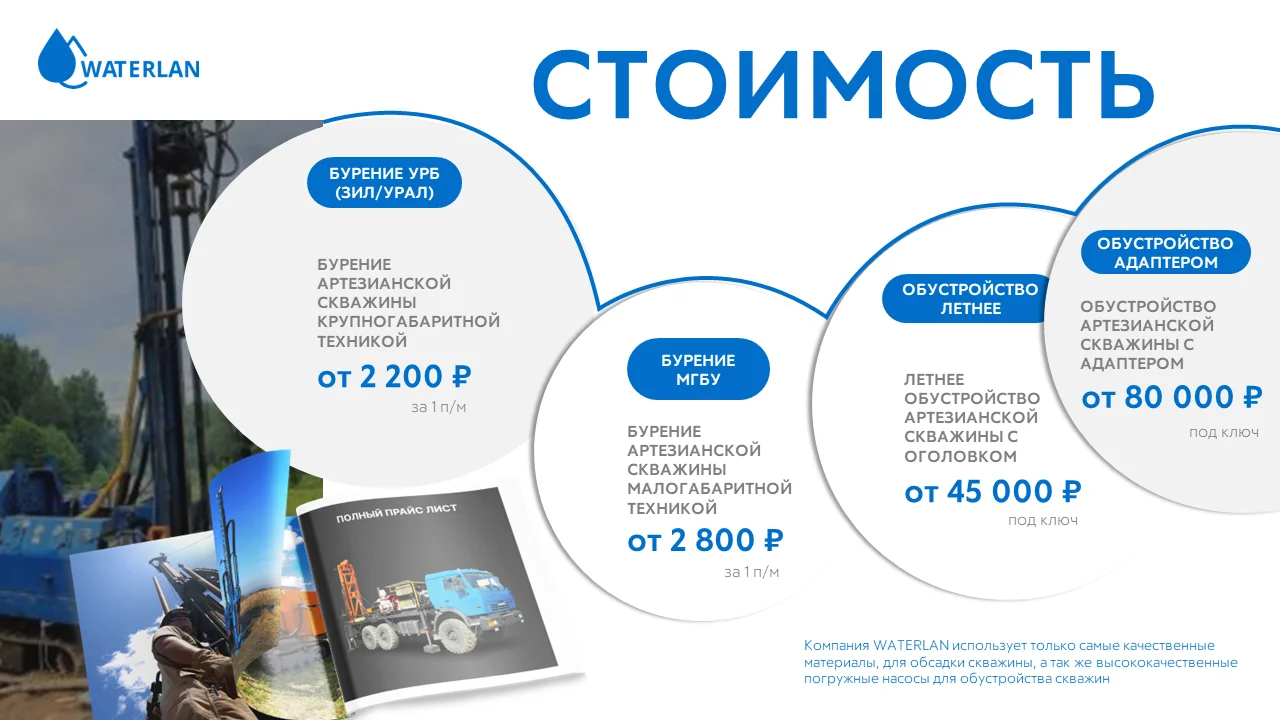 WATERLAN
СТОИМОСТЬ
БУРЕНИЕ УРБ
(ЗИЛ/УРАЛ)
БУРЕНИЕ
АРТЕЗИАНСКОЙ
СКВАЖИНЫ
КРУПНОГАБАРИТНОЙ
ТЕХНИКОЙ
от 2 200 ₽
за 1 п/м
БУРЕНИЕ
МГБУ
БУРЕНИЕ
АРТЕЗИАНСКОЙ
СКВАЖИНЫ
МАЛОГАБАРИТНОЙ
ТЕХНИКОЙ
от 2 800 ₽
за 1 п/м
ОБУСТРОЙСТВО
ЛЕТНЕЕ
ЛЕТНЕЕ
ОБУСТРОЙСТВО
АРТЕЗИАНСКОЙ
СКВАЖИНЫ С
ОГОЛОВКОМ
от 45 000 ₽
под ключ
ОБУСТРОЙСТВО
АДАПТЕРОМ
ОБУСТРОЙСТВО
АРТЕЗИАНСКОЙ
СКВАЖИНЫ С
АДАПТЕРОМ
от 80 000 ₽
под ключ
ПОЛНЫЙ ПРАЙС ЛИСТ
Компания WATERLAN использует только самые качественные
материалы, для обсадки скважины, а так же высококачественные
погружные насосы для обустройства скважин